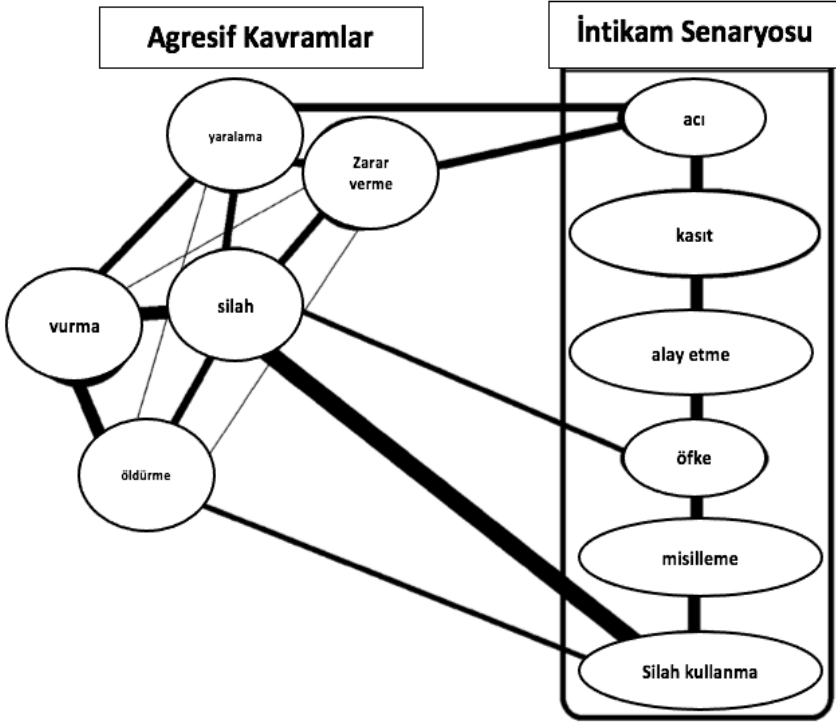 Agresif Kavramlar
İntikam Senaryosu
yaralama
Zarar
verme
vurma
silah
öldürme
acı
kasıt
alay etme
öfke
misilleme
Silah kullanma